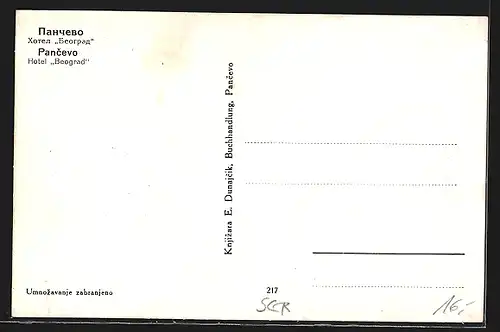 Панчево
Хотел „Београд"
Pančevo
Hotel „Beograd"
Knjižara E. Dunajčik, Buchhandlung, Pančevo
Umnožavanje zabranjeno
217
SCR
16,-